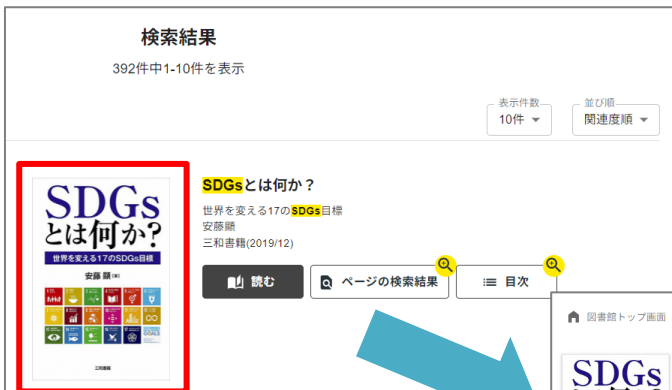 検索結果
392件中1-10件を表示
表示件数
10件
並び順
関連度順
SDGs
とは何か?
世界を変える17のSDGs目標
安藤 顯
三和書籍
SDGsとは何か？
世界を変える17のSDGs目標
安藤顯
三和書籍(2019/12)
読む
ページの検索結果
目次
図書館トップ画面
SDGs